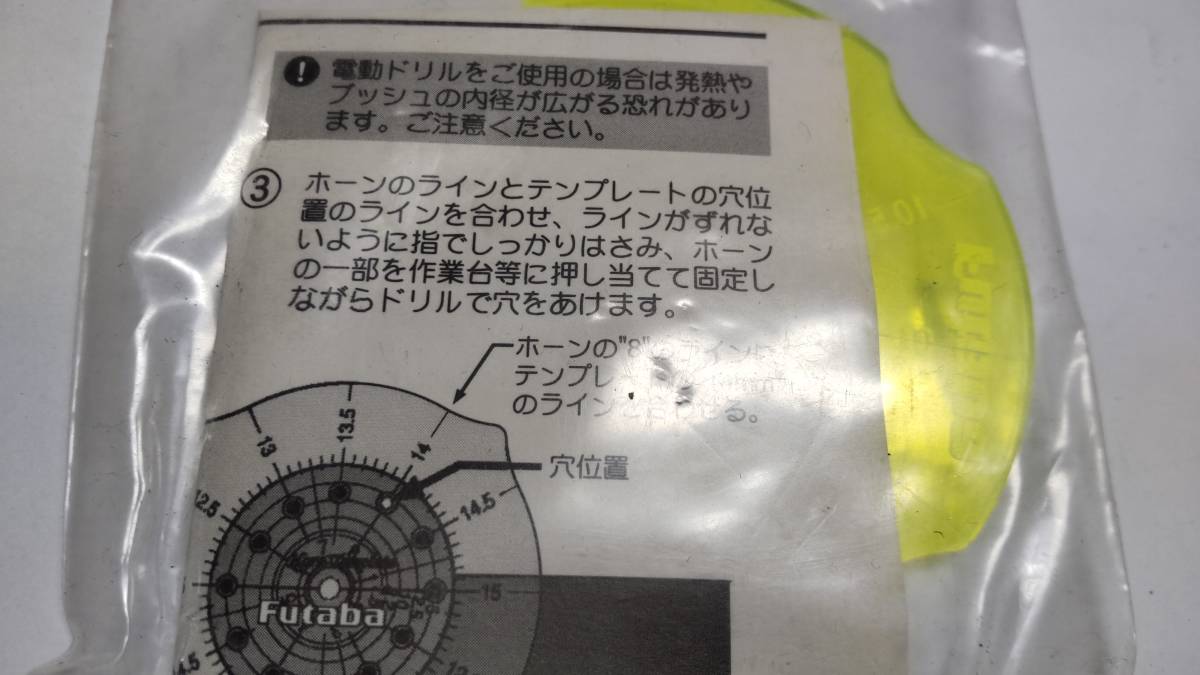 ! 電動ドリルをご使用の場合は発熱や
ブッシュの内径が広がる恐れがあり
ます。ご注意ください。
③ ホーンのラインとテンプレートの穴位
置のラインを合わせ、ラインがずれな
いように指でしっかりはさみ、ホーン
の一部を作業台等に押し当てて固定し
ながらドリルで穴をあけます。
ホーンの"8"
テンプレ
のライン る。
穴位置
12.5
13
13.5
14
14.5
15
Futaba
10.5